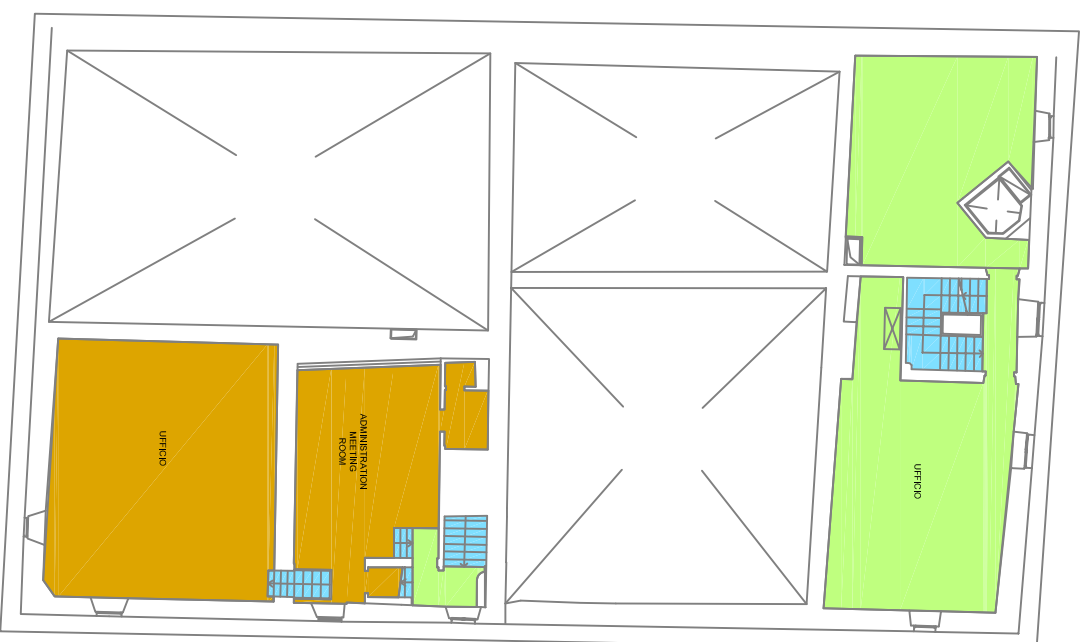 UFFICIO
ADMINISTRATION
MEETING
ROOM
UFFICIO